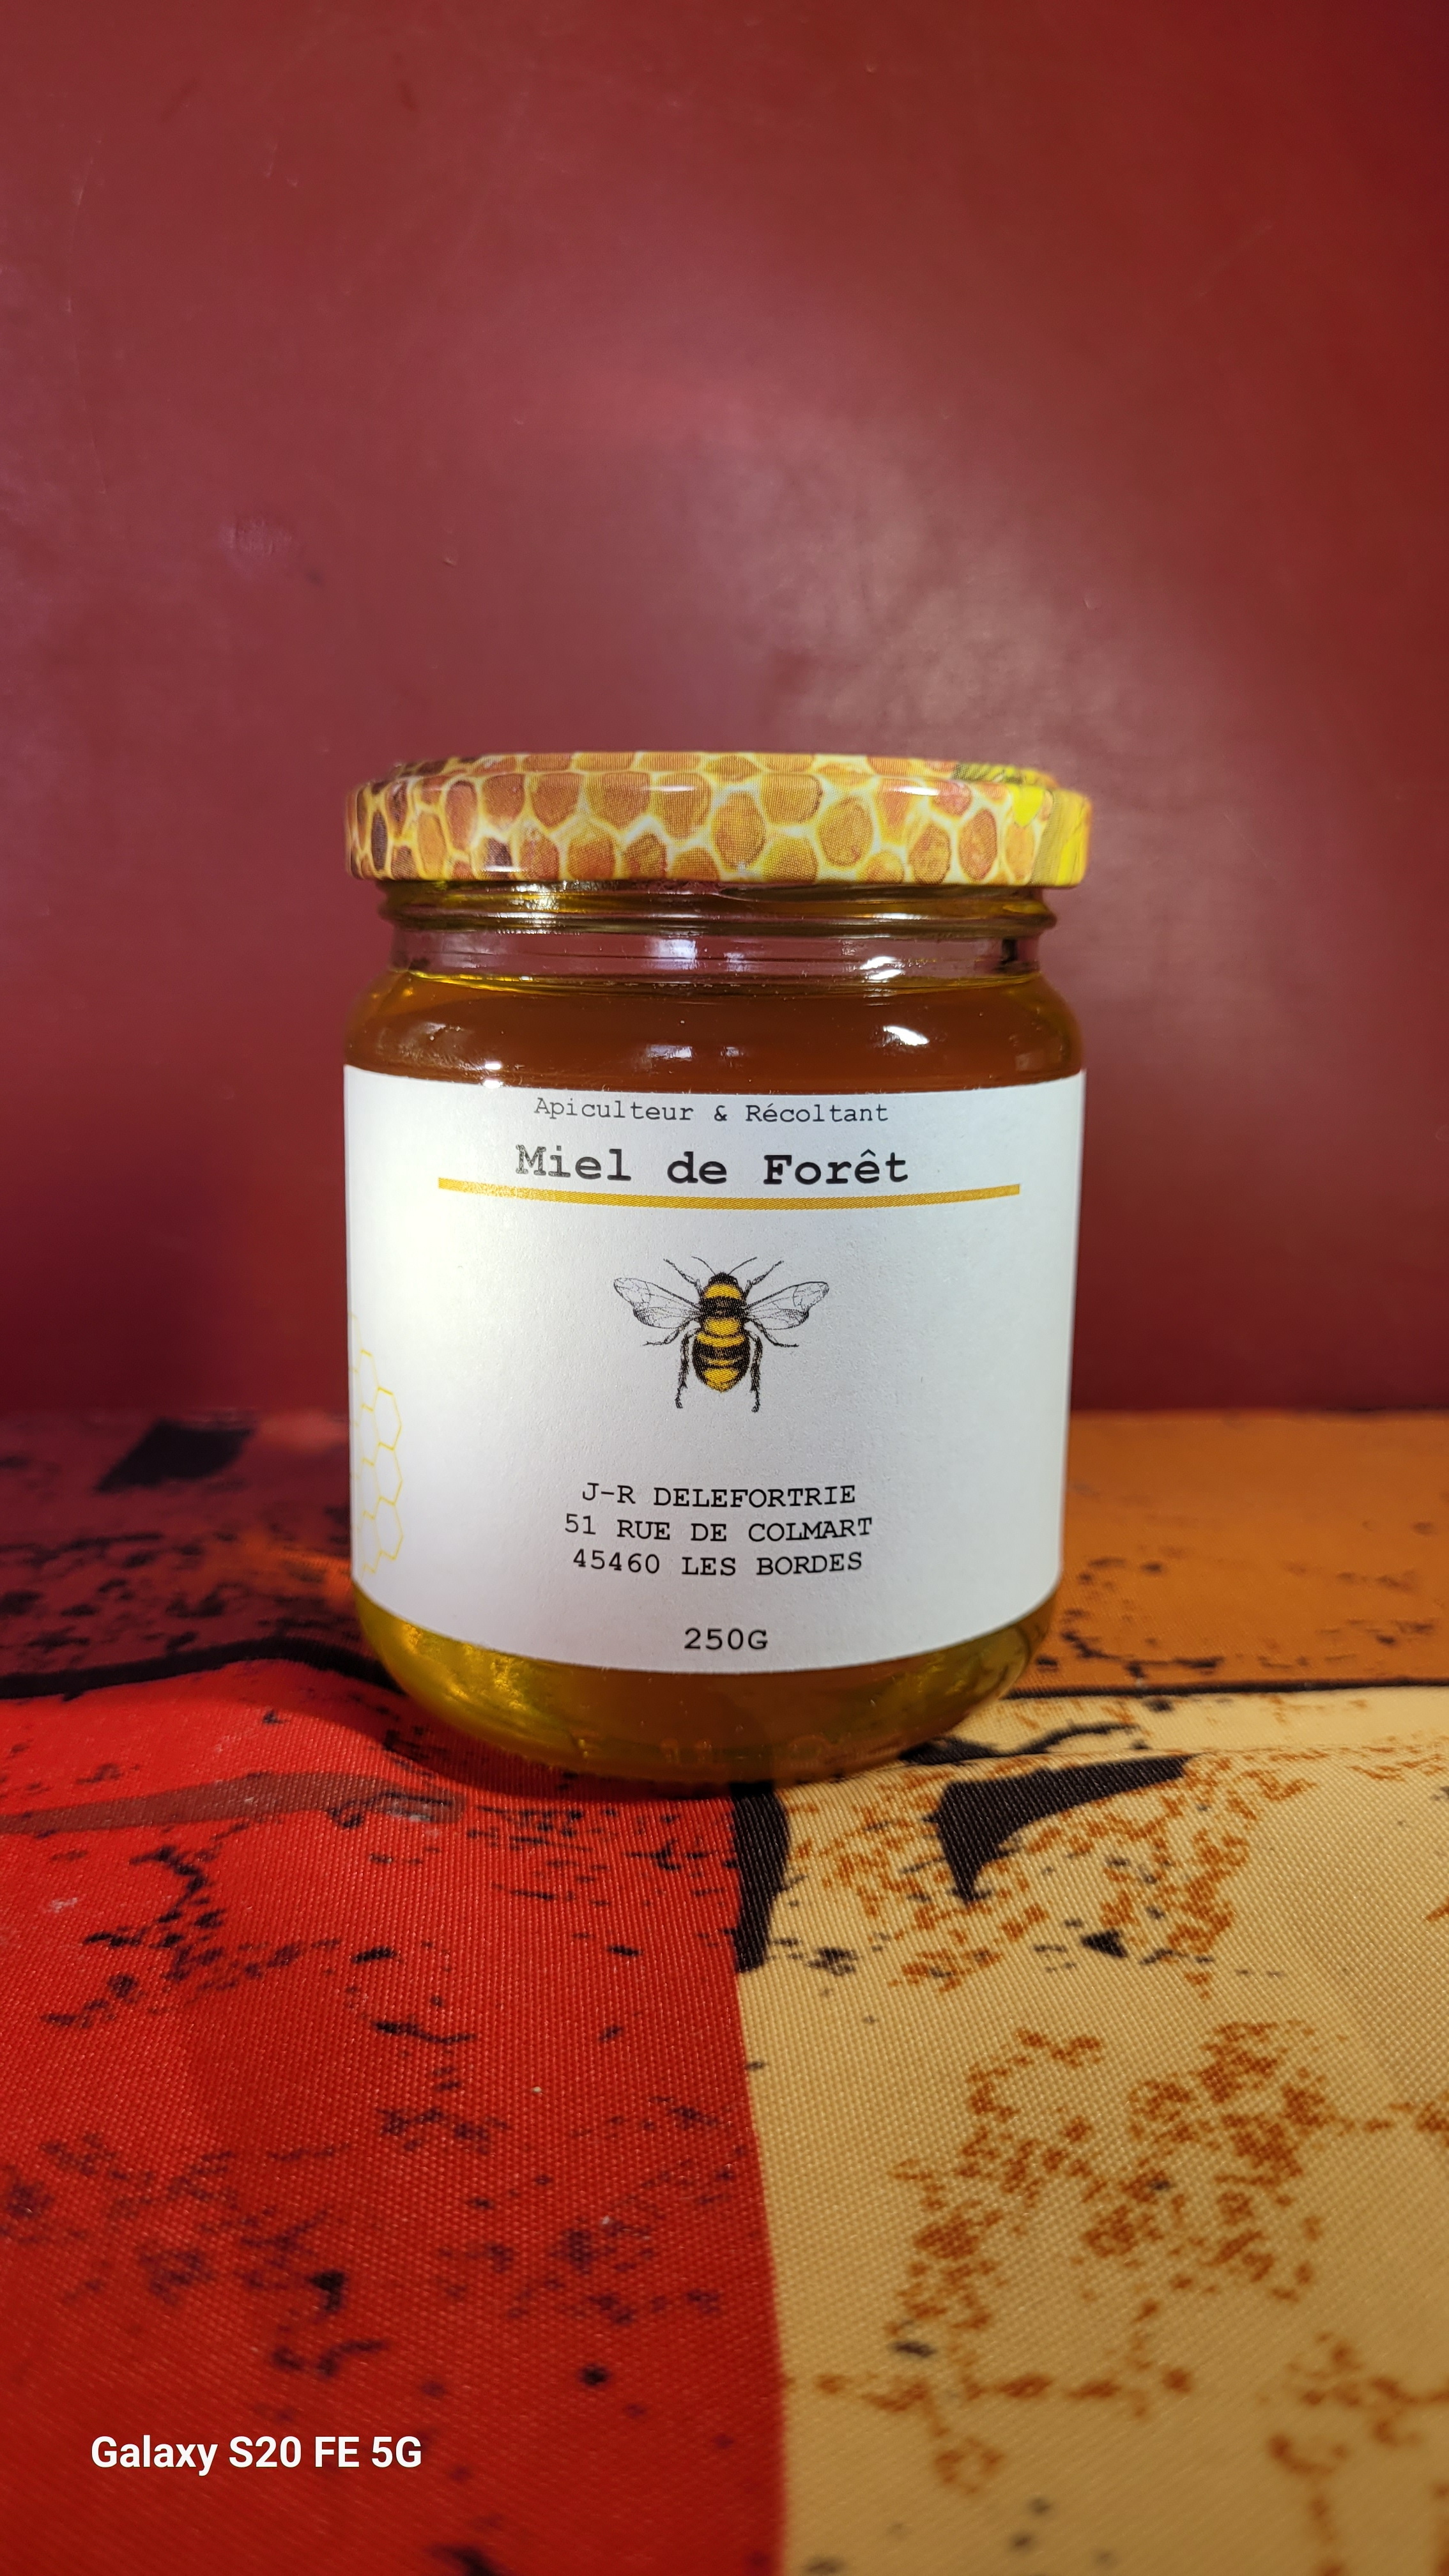 Apiculteur & Récoltant
Miel de Forêt
J-R DELEFORTRIE
51 RUE DE COLMART
45460 LES BORDES
250G
Galaxy S20 FE 5G